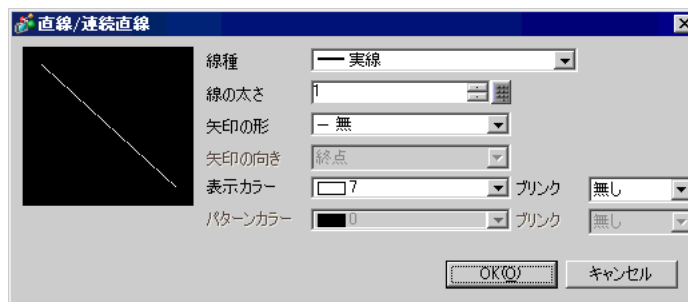 直線/連続直線
線種 実線
線の太さ 1
矢印の形 無
矢印の向き 終点
表示カラー 7 ブリンク 無し
パターンカラー 0 ブリンク 無し
OK(O) キャンセル